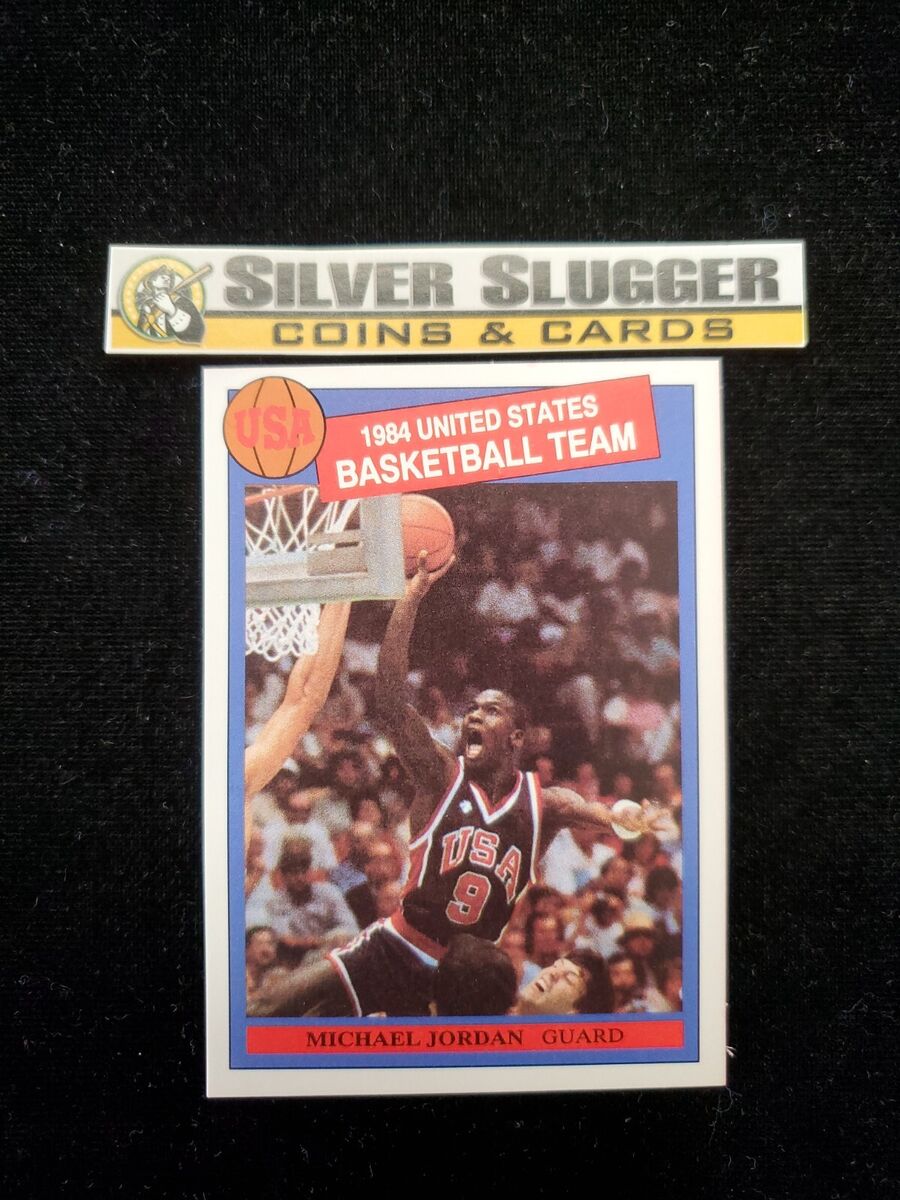 SILVER SLUGGER
COINS & CARDS
USA
1984 UNITED STATES
BASKETBALL TEAM
USA
9
MICHAEL JORDAN GUARD